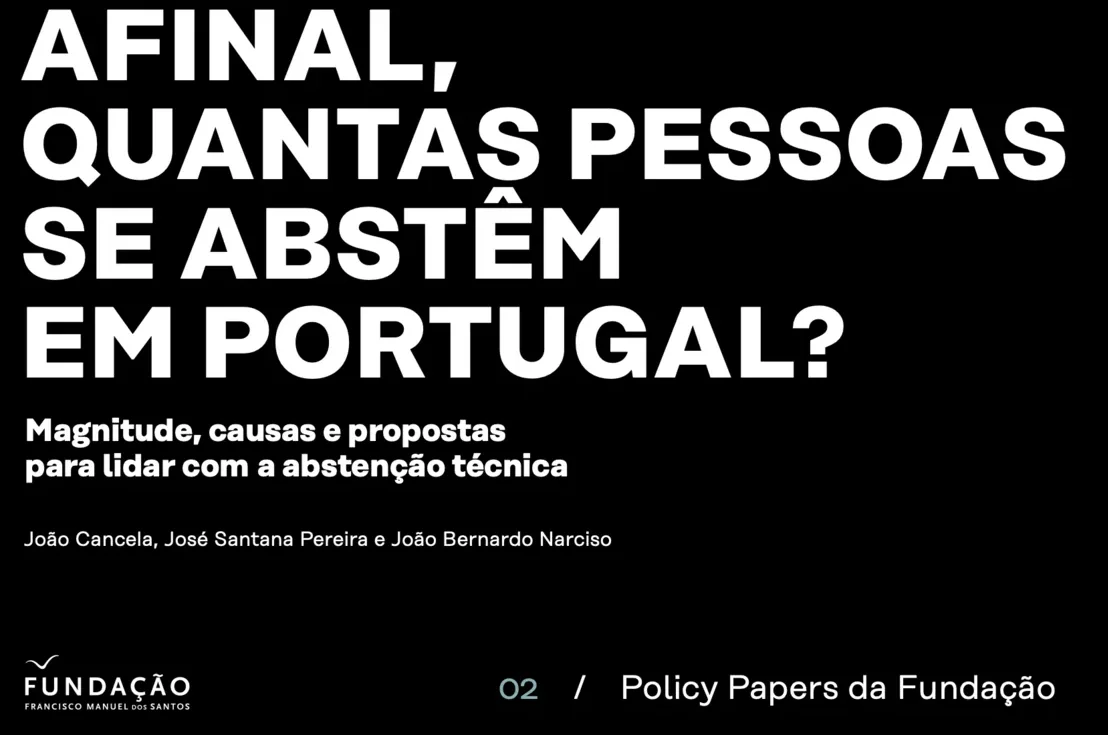 AFINAL,
QUANTAS PESSOAS
SE ABSTÊM
EM PORTUGAL?
Magnitude, causas e propostas
para lidar com a abstenção técnica
João Cancela, José Santana Pereira e João Bernardo Narciso
FUNDAÇÃO
FRANCISCO MANUEL DOS SANTOS
02 / Policy Papers da Fundação